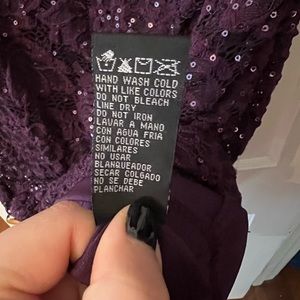 HAND WASH COLD
WITH LIKE COLORS
DO NOT BLEACH
LINE DRY
DO NOT IRON
LAVAR A MANO
CON AGUA FRIA
CON COLORES
SIMILARES
NO USAR
BLANQUEADOR
SECAR COLGADO
NO SE DEBE
PLANCHAR